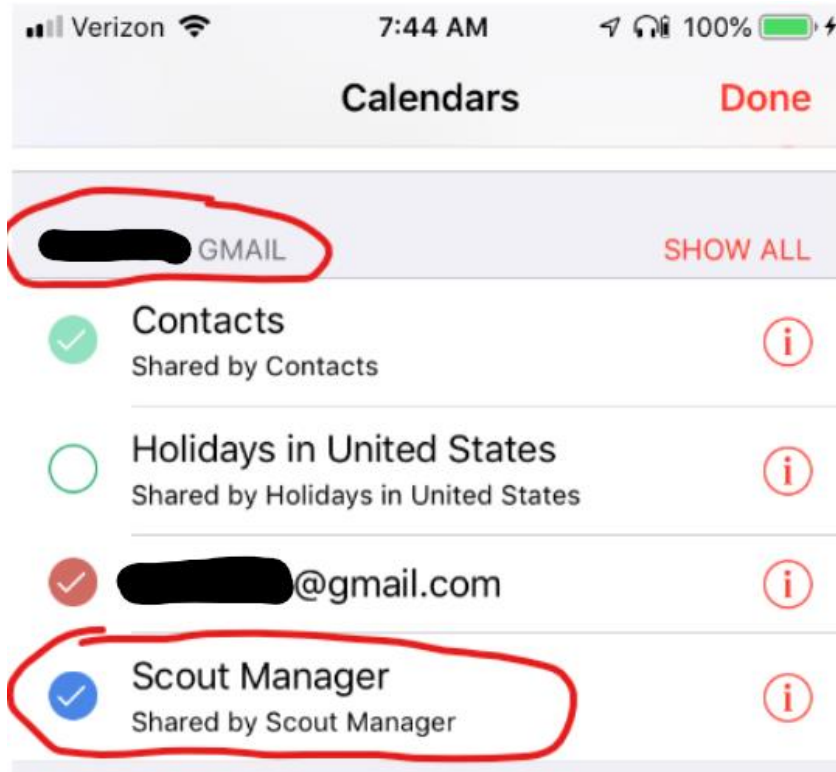 Verizon 7:44 AM 100%
Calendars Done
GMAIL SHOW ALL
Contacts
Shared by Contacts
Holidays in United States
Shared by Holidays in United States
@gmail.com
Scout Manager
Shared by Scout Manager